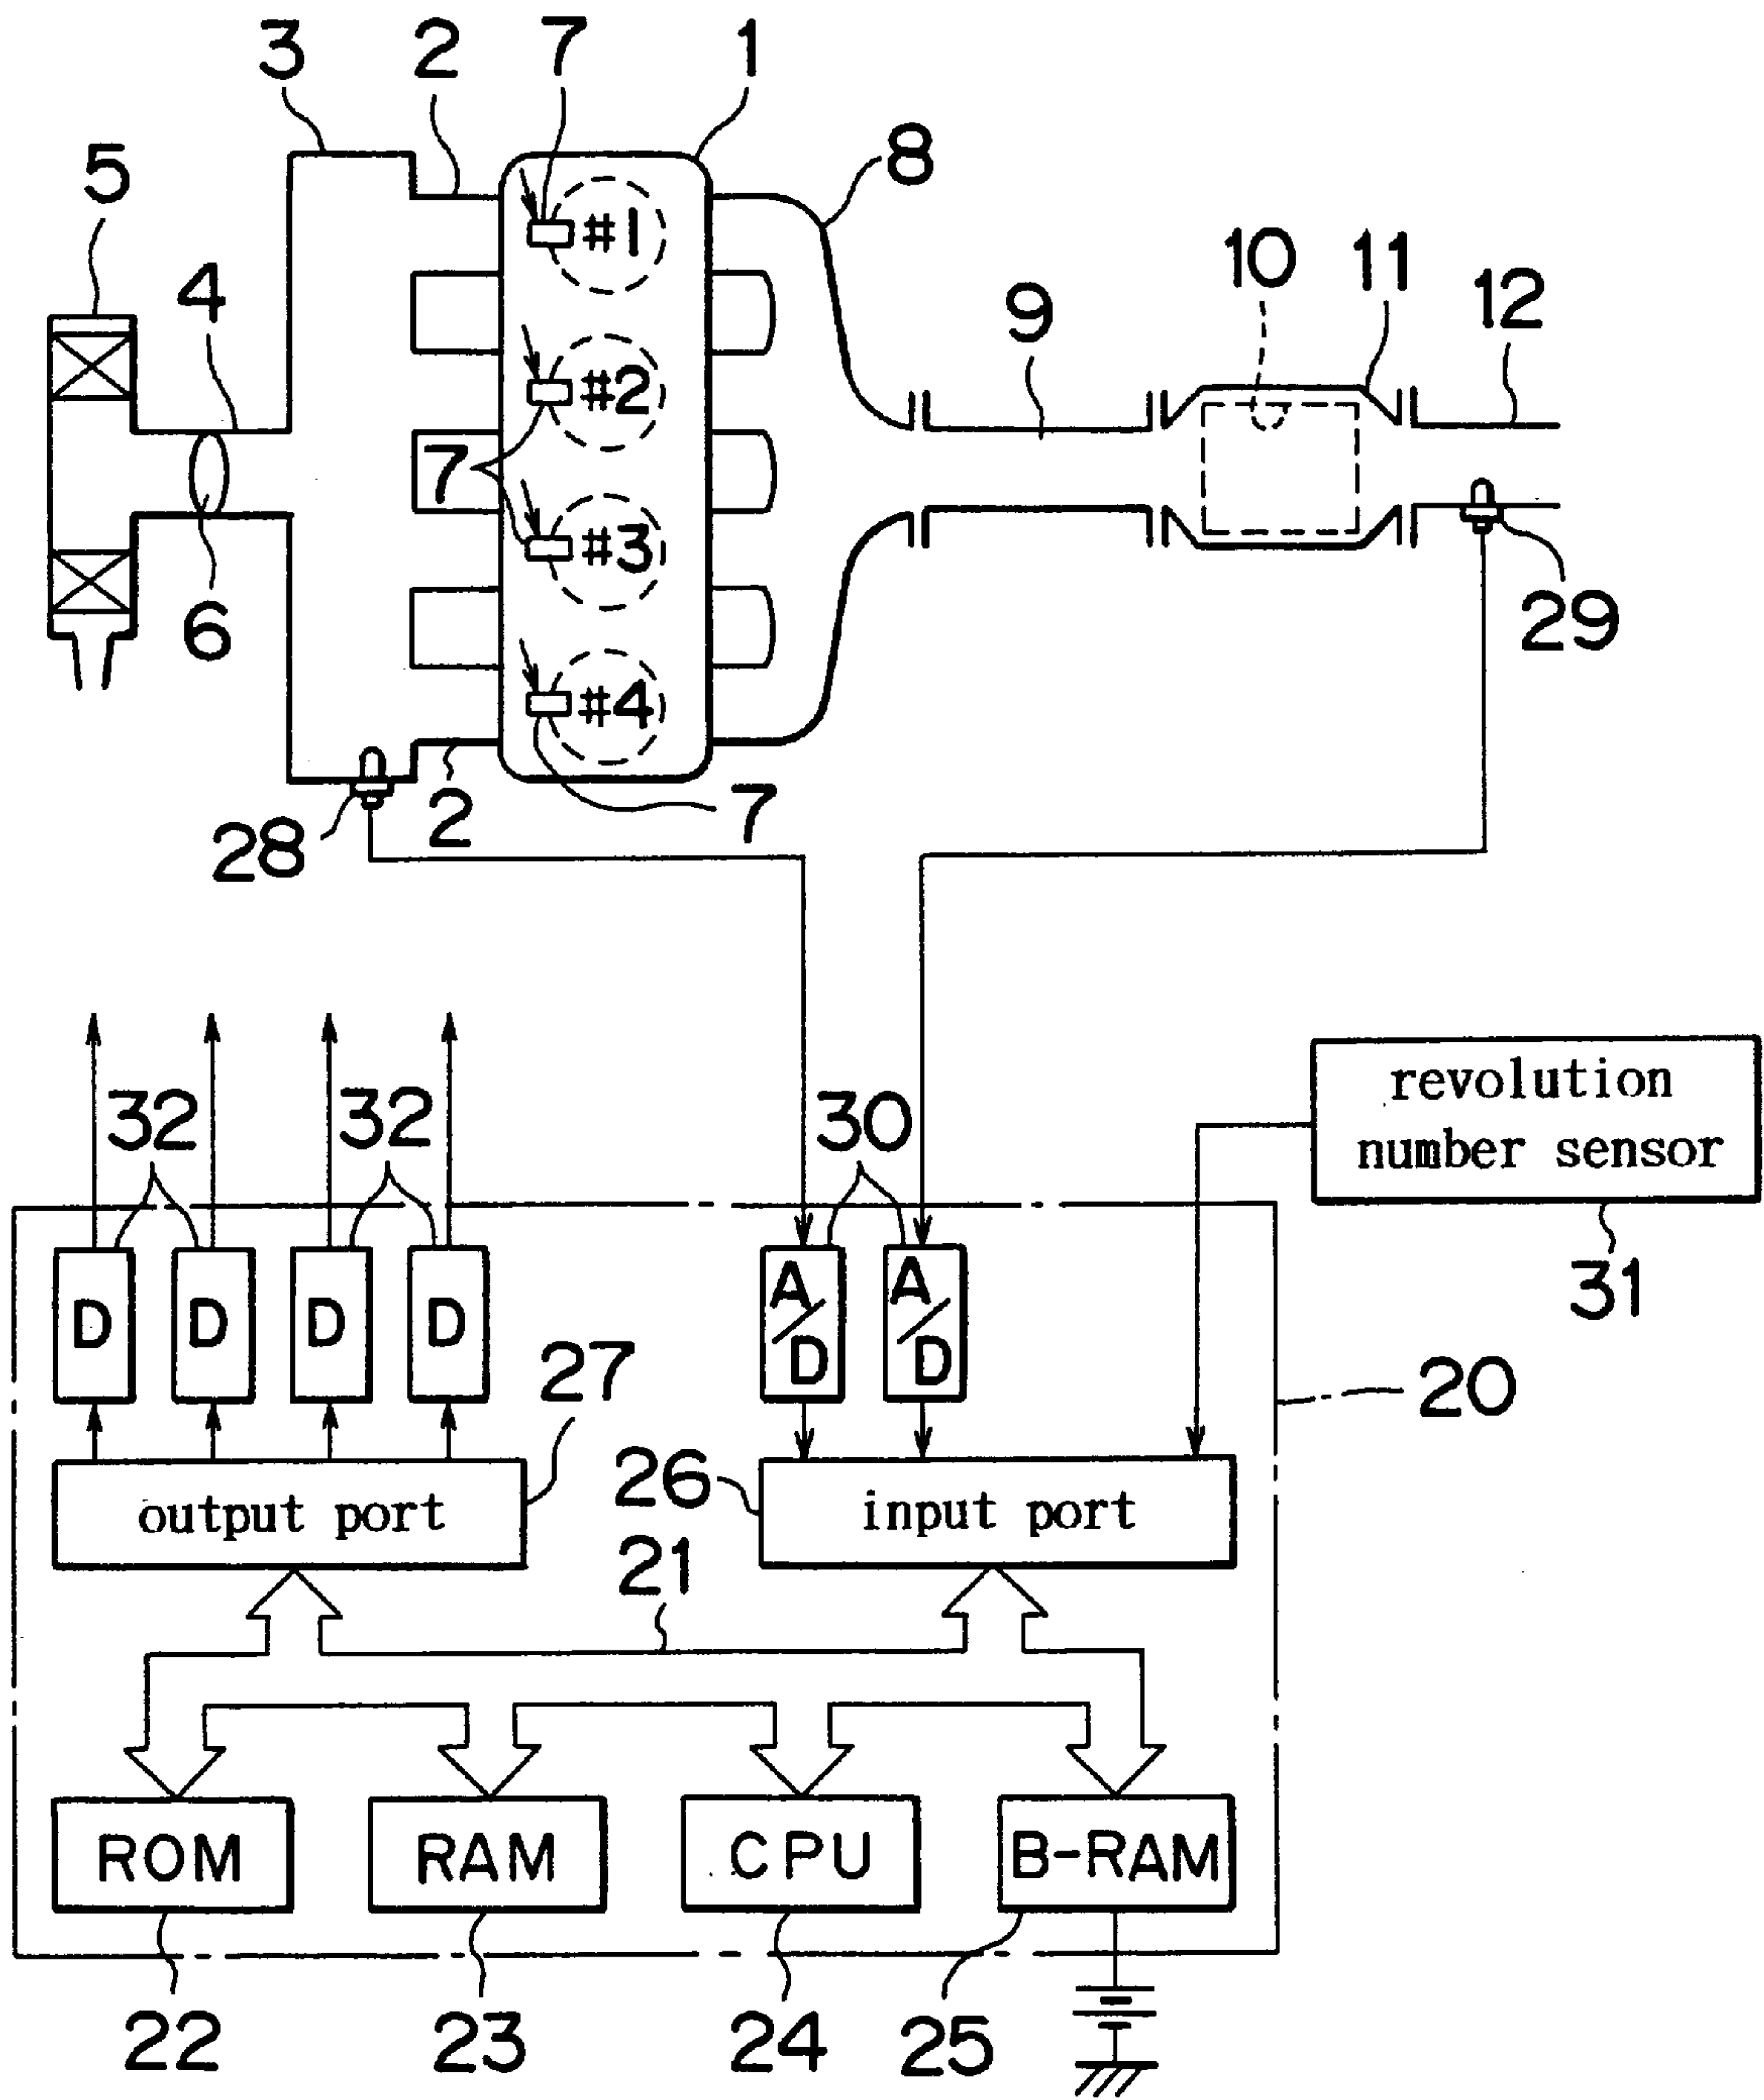 3
2
7
1
5
8
4
#1
10
11
12
9
#2
7
#3
6
29
#4
28
2
7
32
32
30
revolution
number sensor
31
D
D
D
D
A/D
A/D
27
20
26
output port
input port
21
ROM
RAM
CPU
B-RAM
22
23
24
25